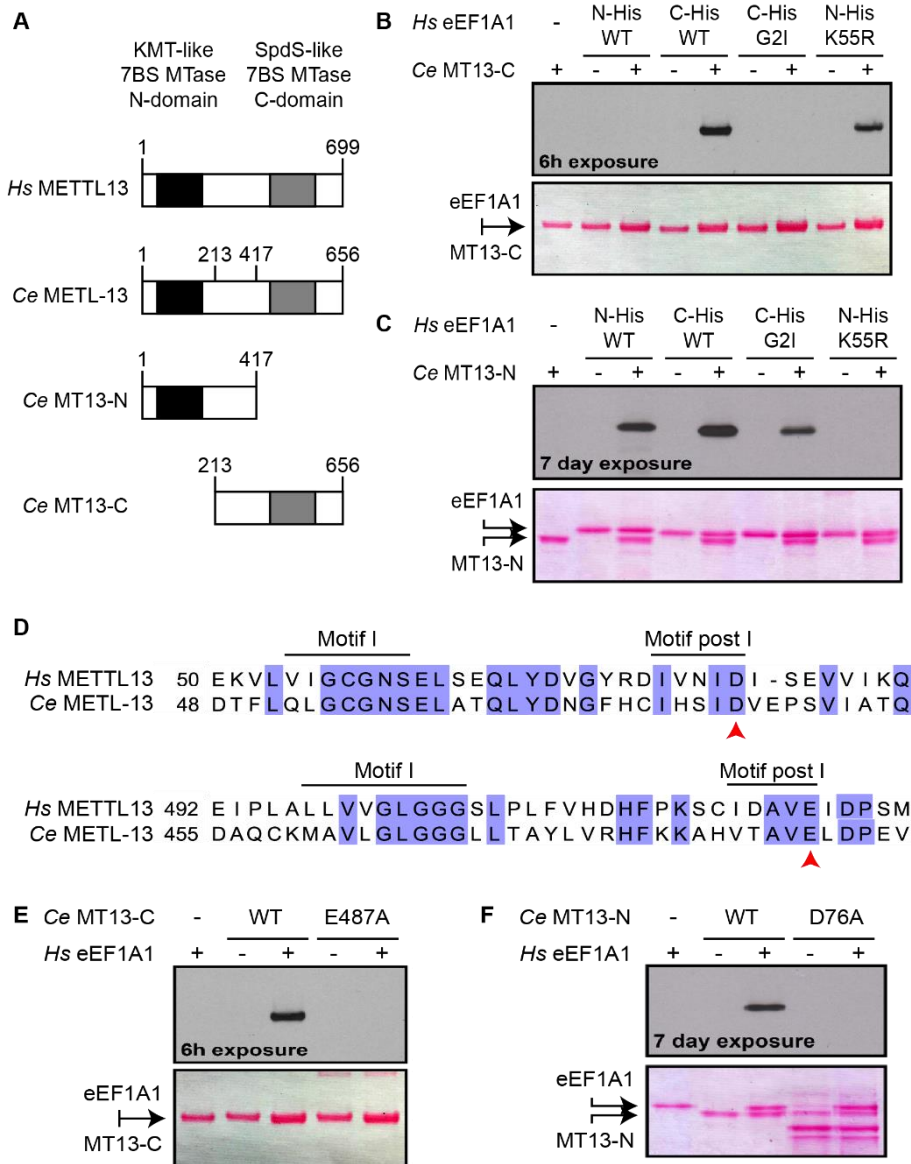 A
KMT-like SpdS-like
7BS MTase 7BS MTase
N-domain C-domain
1 699
Hs METTL13
1 213 417 656
Ce METL-13
1 417
Ce MT13-N
213 656
Ce MT13-C
B
N-His C-His C-His N-His
Hs eEF1A1 - WT WT G2I K55R
Ce MT13-C + - + - + - + - +
6h exposure
eEF1A1
MT13-C
C
N-His C-His C-His N-His
Hs eEF1A1 - WT WT G2I K55R
Ce MT13-N + - + - + - + - +
7 day exposure
eEF1A1
MT13-N
D
Motif I Motif post I
Hs METTL13 50 EKVLVIGCGNSELSEQLYDVGYRDIVNIDI-SEVVIKQ
Ce METL-13 48 DTFLQLGCGNSELATQLYDNGFHCIHSIDVEPSVIATQ
Motif I Motif post I
Hs METTL13 492 EIPLALLVVGLGGGSLPLFVHDHFPKSCIDAVEIDPSM
Ce METL-13 455 DAQCKMAVLGLGGGLLTAYLVRHFKKAHVTAVELDPEV
E
Ce MT13-C - WT E487A
Hs eEF1A1 + - + - +
6h exposure
eEF1A1
MT13-C
F
Ce MT13-N - WT D76A
Hs eEF1A1 + - + - +
7 day exposure
eEF1A1
MT13-N